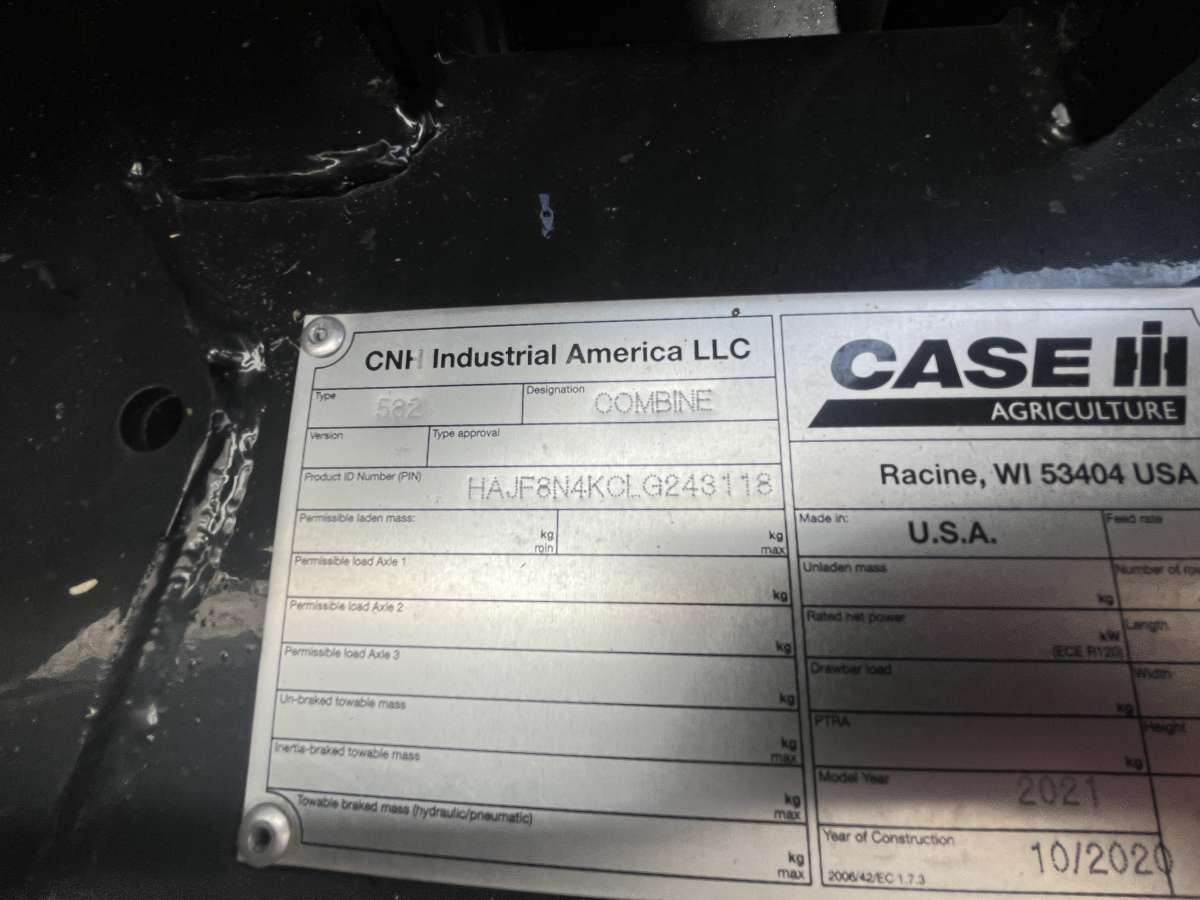 CNH Industrial America LLC
Type 582
Designation COMBINE
Version
Type approval
Product ID Number (PIN) HAJF8N4KCLG243118
Permissible laden mass: kg min kg max
Permissible load Axle 1 kg
Permissible load Axle 2 kg
Permissible load Axle 3 kg
Un-braked towable mass kg max
Inertia-braked towable mass kg max
Towable braked mass (hydraulic/pneumatic) kg max
CASE IH
AGRICULTURE
Racine, WI 53404 USA
Made in: U.S.A.
Feed rate
Unladen mass kg
Number of
Rated net power kW (ECE R120)
Length
Drawbar load kg
Width
PTRA kg
Height
Model Year 2021
Year of Construction 10/2020
2006/42/EC 1.7.3